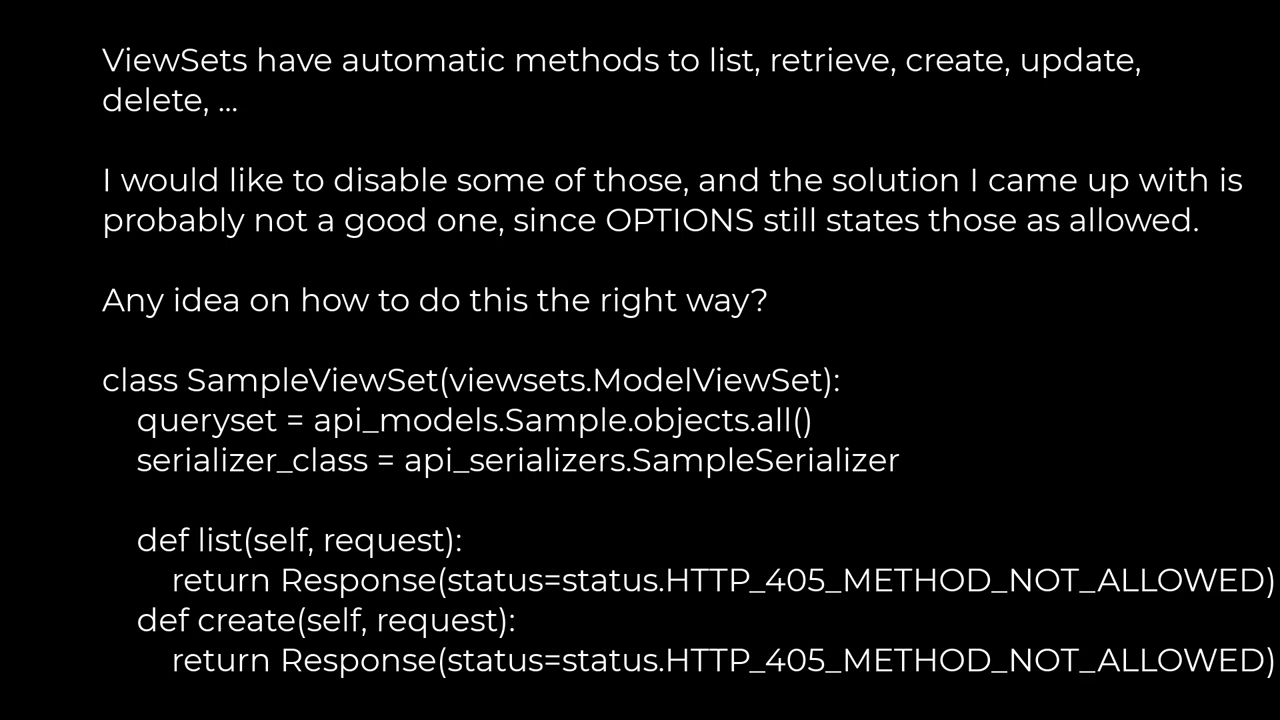 ViewSets have automatic methods to list, retrieve, create, update,
delete, ...
I would like to disable some of those, and the solution I came up with is
probably not a good one, since OPTIONS still states those as allowed.
Any idea on how to do this the right way?
class SampleViewSet(viewsets.ModelViewSet):
    queryset = api_models.Sample.objects.all()
    serializer_class = api_serializers.SampleSerializer
    def list(self, request):
        return Response(status=status.HTTP_405_METHOD_NOT_ALLOWED)
    def create(self, request):
        return Response(status=status.HTTP_405_METHOD_NOT_ALLOWED)